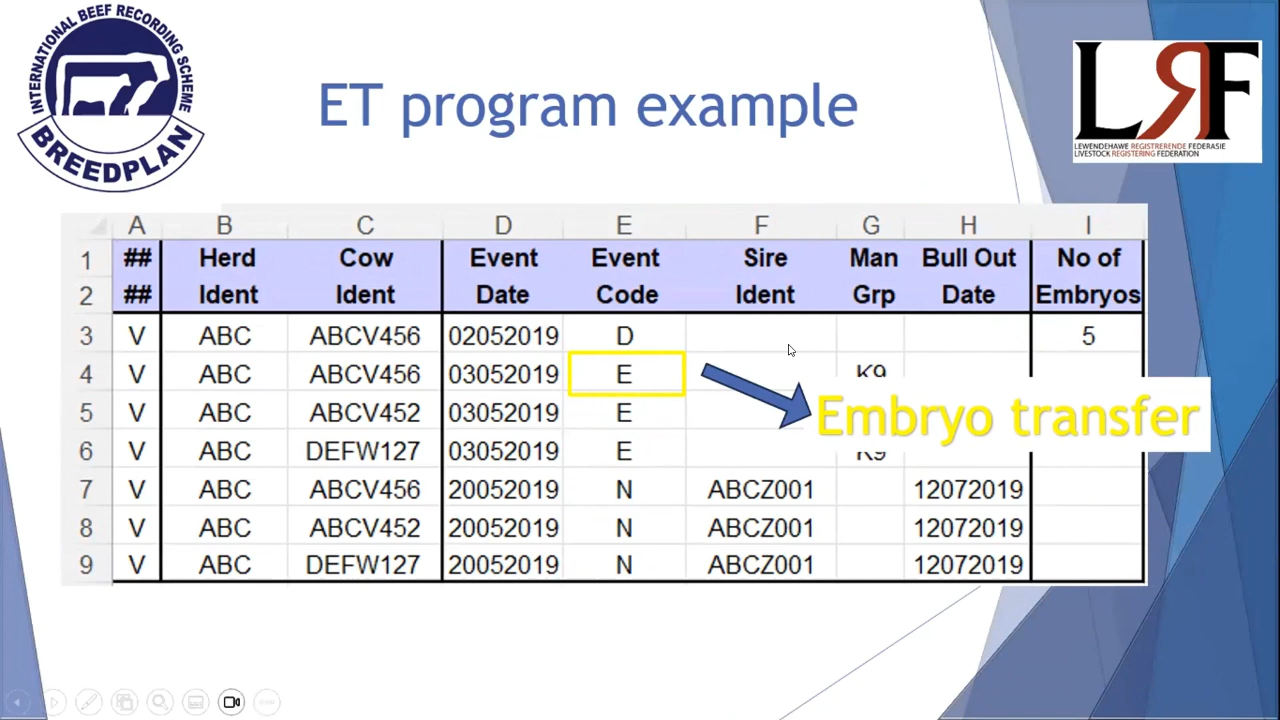 INTERNATIONAL BEEF RECORDING SCHEME
BREEDPLAN
ET program example
LRF
LEWENDEHAWE REGISTRERENDE FEDERASIE
LIVESTOCK REGISTERING FEDERATION
A B C D E F G H I
1 ## Herd Cow Event Event Sire Man Bull Out No of
2 ## Ident Ident Date Code Ident Grp Date Embryos
3 V ABC ABCV456 02052019 D 5
4 V ABC ABCV456 03052019 E K9
5 V ABC ABCV452 03052019 E
Embryo transfer
6 V ABC DEFW127 03052019 E K9
7 V ABC ABCV456 20052019 N ABCZ001 12072019
8 V ABC ABCV452 20052019 N ABCZ001 12072019
9 V ABC DEFW127 20052019 N ABCZ001 12072019